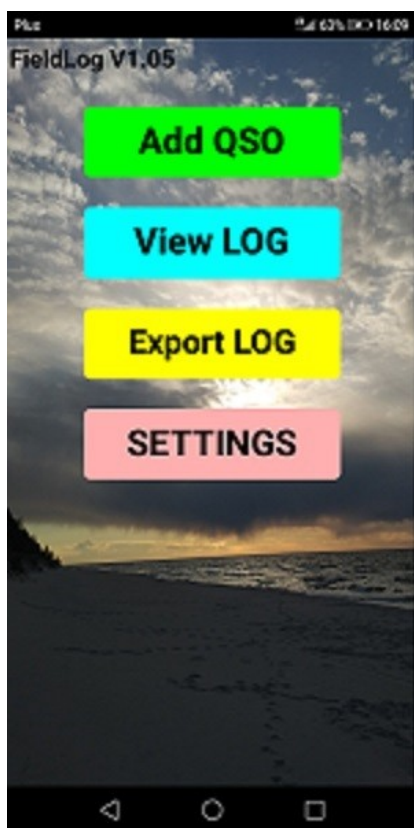 Plus
63% 16:09
FieldLog V1.05
Add QSO
View LOG
Export LOG
SETTINGS